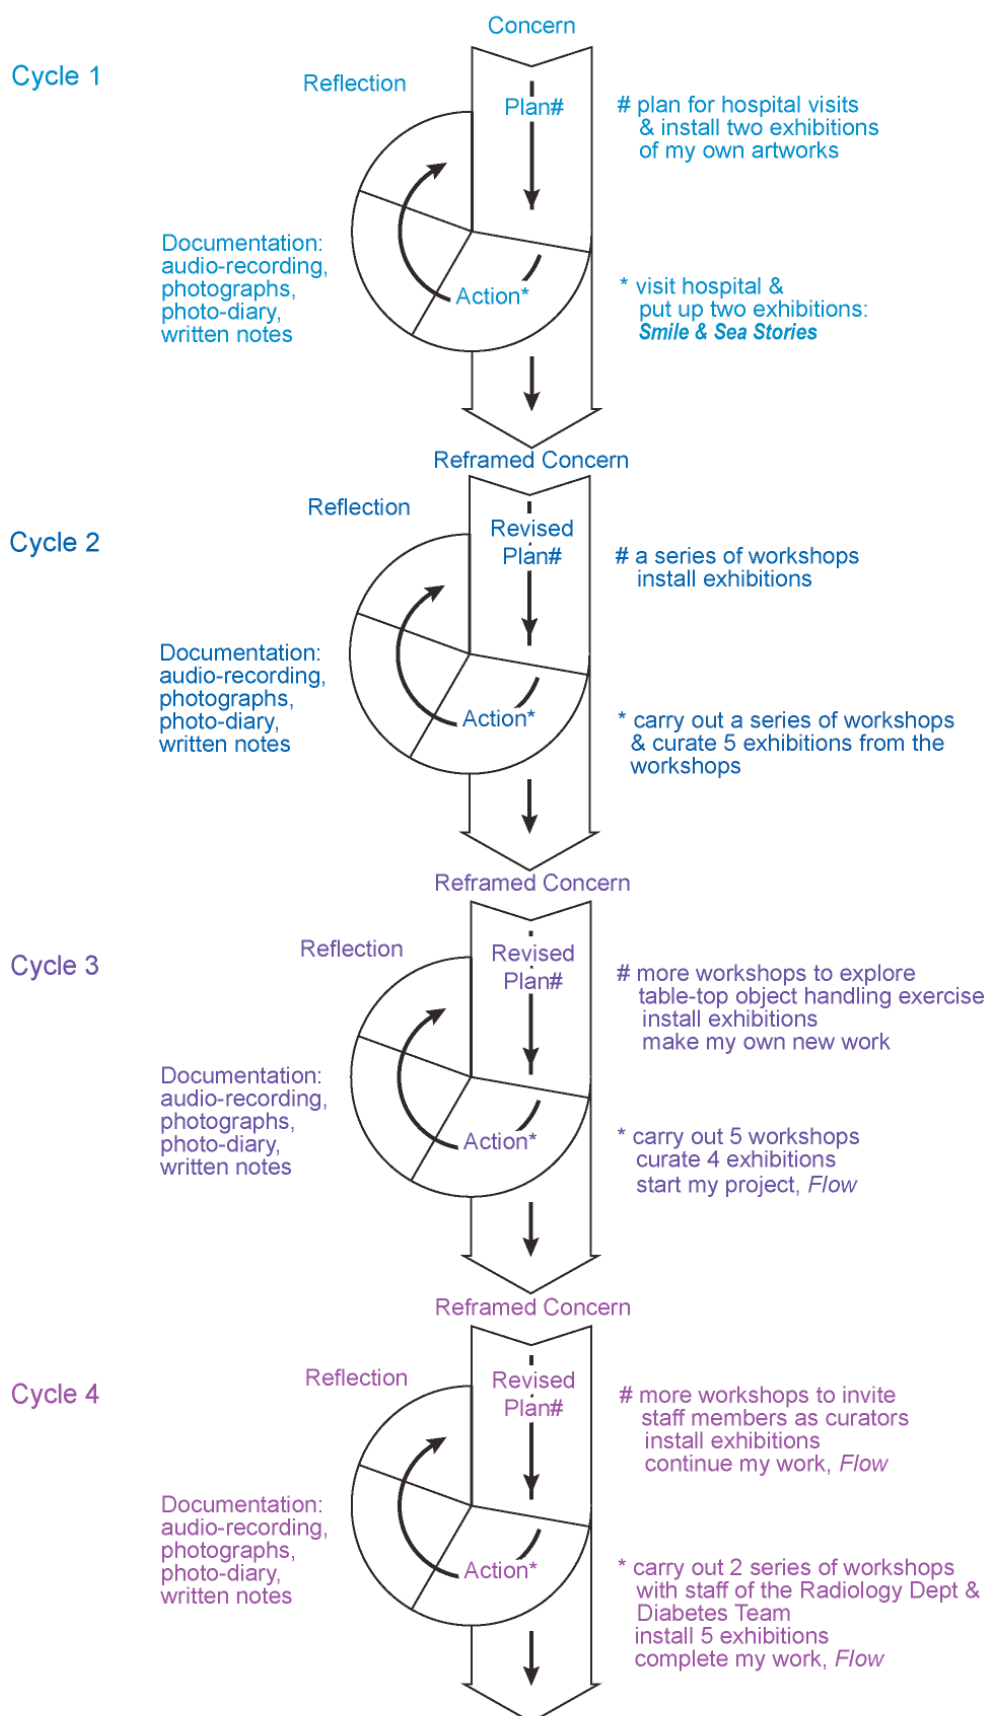 Concern
Cycle 1
Reflection
Plan#
# plan for hospital visits
& install two exhibitions
of my own artworks
Documentation:
audio-recording,
photographs,
photo-diary,
written notes
Action*
* visit hospital &
put up two exhibitions:
Smile & Sea Stories
Reframed Concern
Cycle 2
Reflection
Revised
Plan#
# a series of workshops
install exhibitions
Documentation:
audio-recording,
photographs,
photo-diary,
written notes
Action*
* carry out a series of workshops
& curate 5 exhibitions from the
workshops
Reframed Concern
Cycle 3
Reflection
Revised
Plan#
# more workshops to explore
table-top object handling exercise
install exhibitions
make my own new work
Documentation:
audio-recording,
photographs,
photo-diary,
written notes
Action*
* carry out 5 workshops
curate 4 exhibitions
start my project, Flow
Reframed Concern
Cycle 4
Reflection
Revised
Plan#
# more workshops to invite
staff members as curators
install exhibitions
continue my work, Flow
Documentation:
audio-recording,
photographs,
photo-diary,
written notes
Action*
* carry out 2 series of workshops
with staff of the Radiology Dept &
Diabetes Team
install 5 exhibitions
complete my work, Flow